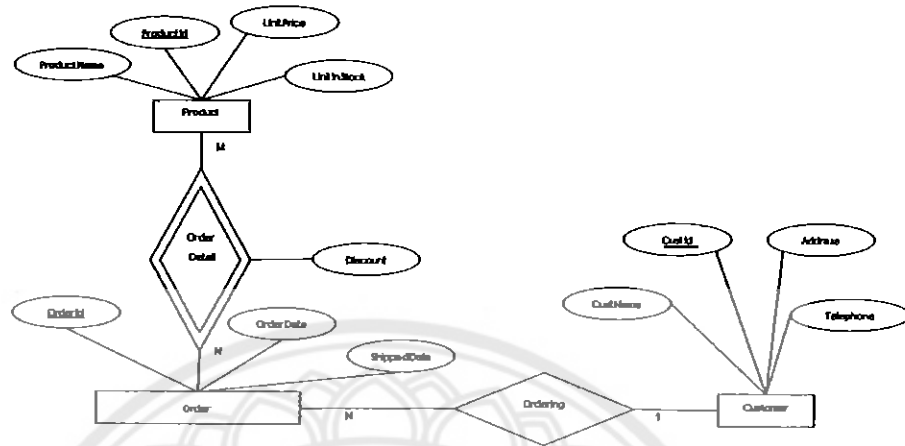 UnitPrice
ProductId
ProductName
UnitInStock
Product
M
Order
Detail
Discount
CustId
Address
OrderId
CustName
OrderDate
Telephone
N
ShippedDate
Order
N
Ordering
1
Customer